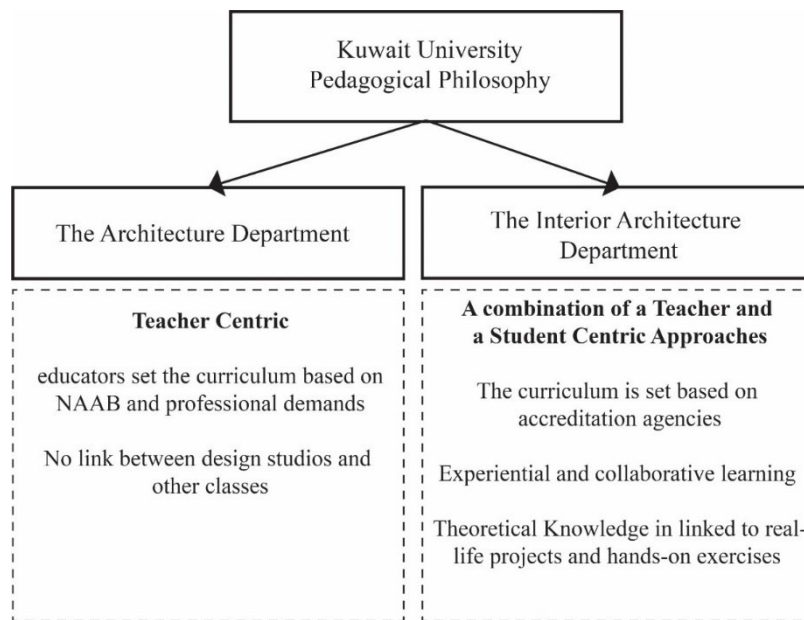 Kuwait University
Pedagogical Philosophy
The Architecture Department
The Interior Architecture
Department
Teacher Centric
educators set the curriculum based on
NAAB and professional demands
No link between design studios and
other classes
A combination of a Teacher and
a Student Centric Approaches
The curriculum is set based on
accreditation agencies
Experiential and collaborative learning
Theoretical Knowledge in linked to real-
life projects and hands-on exercises